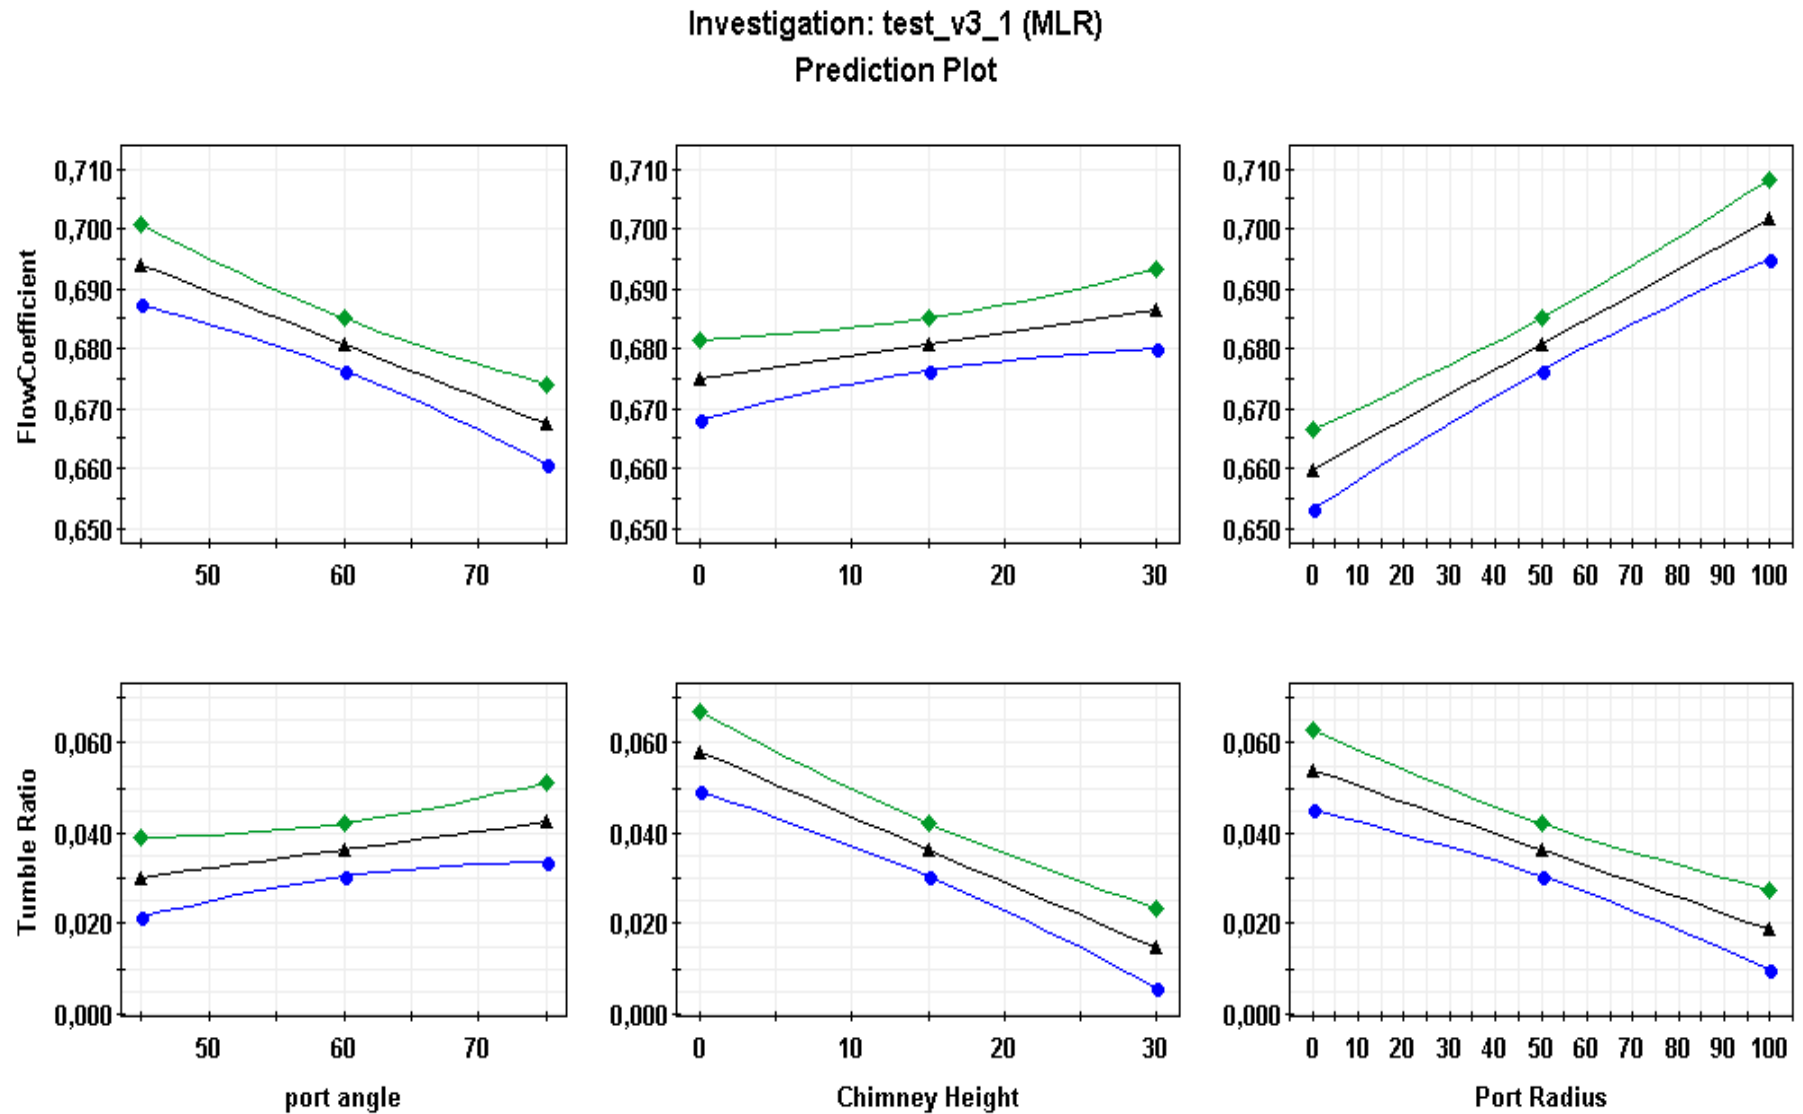 Investigation: test_v3_1 (MLR)
Prediction Plot
FlowCoefficient
0,710
0,700
0,690
0,680
0,670
0,660
0,650
50 60 70
0,710
0,700
0,690
0,680
0,670
0,660
0,650
0 10 20 30
0,710
0,700
0,690
0,680
0,670
0,660
0,650
0 10 20 30 40 50 60 70 80 90 100
Tumble Ratio
0,060
0,040
0,020
0,000
50 60 70
port angle
0,060
0,040
0,020
0,000
0 10 20 30
Chimney Height
0,060
0,040
0,020
0,000
0 10 20 30 40 50 60 70 80 90 100
Port Radius